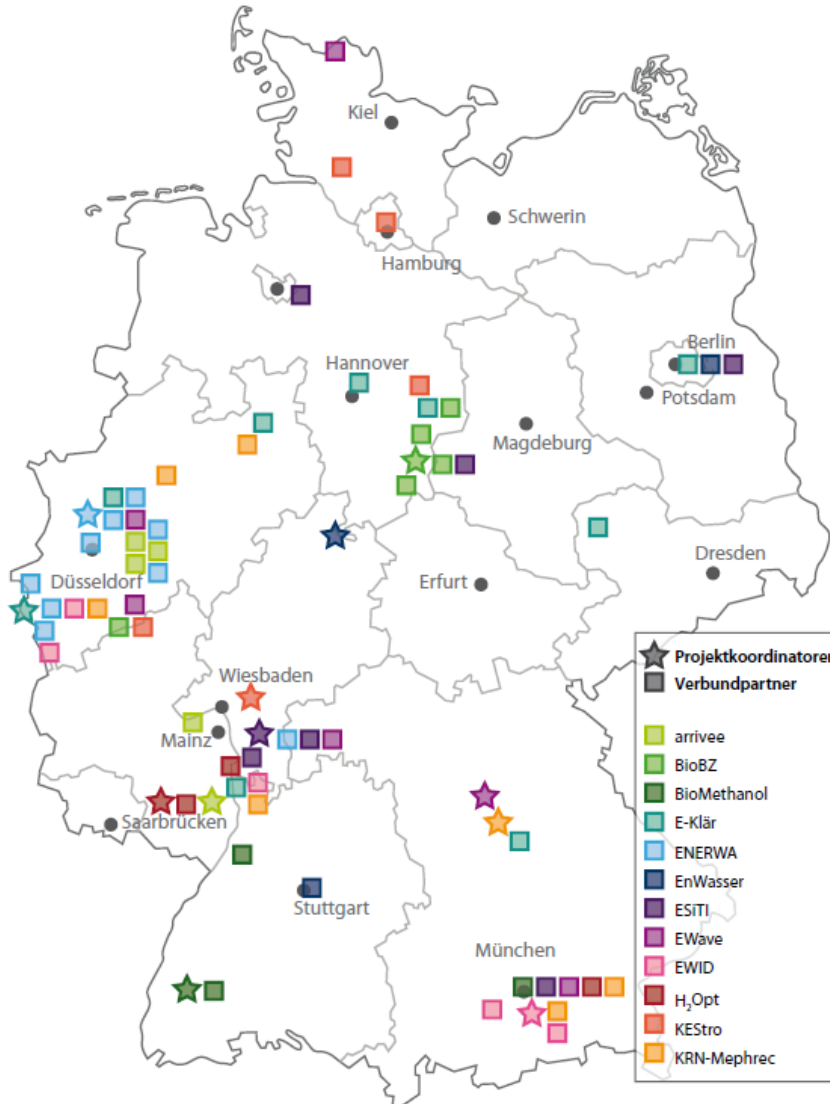 Kiel
Schwerin
Hamburg
Hannover
Berlin
Potsdam
Magdeburg
Düsseldorf
Erfurt
Dresden
Wiesbaden
Mainz
Saarbrücken
Stuttgart
München
Projektkoordinatoren
Verbundpartner
arrivee
BioBZ
BioMethanol
E-Klär
ENERWA
EnWasser
ESiTI
EWave
EWID
H₂Opt
KEStro
KRN-Mephrec